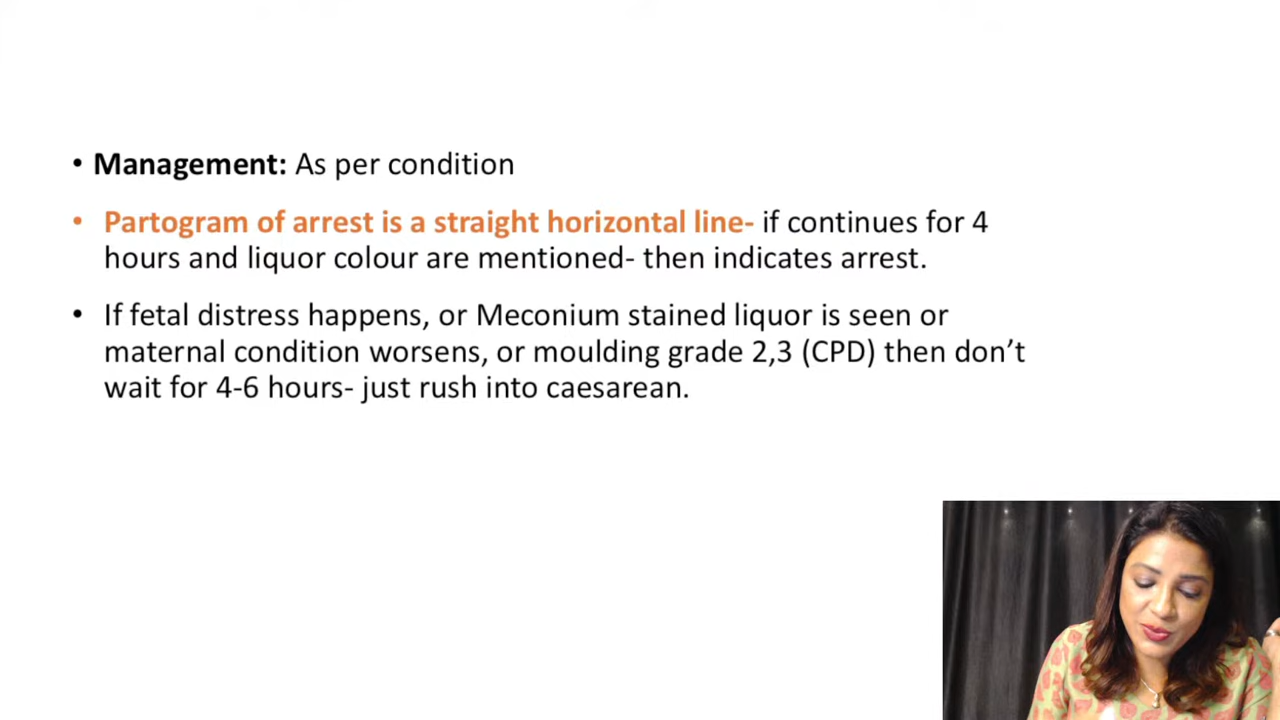 • Management: As per condition
• Partogram of arrest is a straight horizontal line- if continues for 4
hours and liquor colour are mentioned- then indicates arrest.
• If fetal distress happens, or Meconium stained liquor is seen or
maternal condition worsens, or moulding grade 2,3 (CPD) then don’t
wait for 4-6 hours- just rush into caesarean.